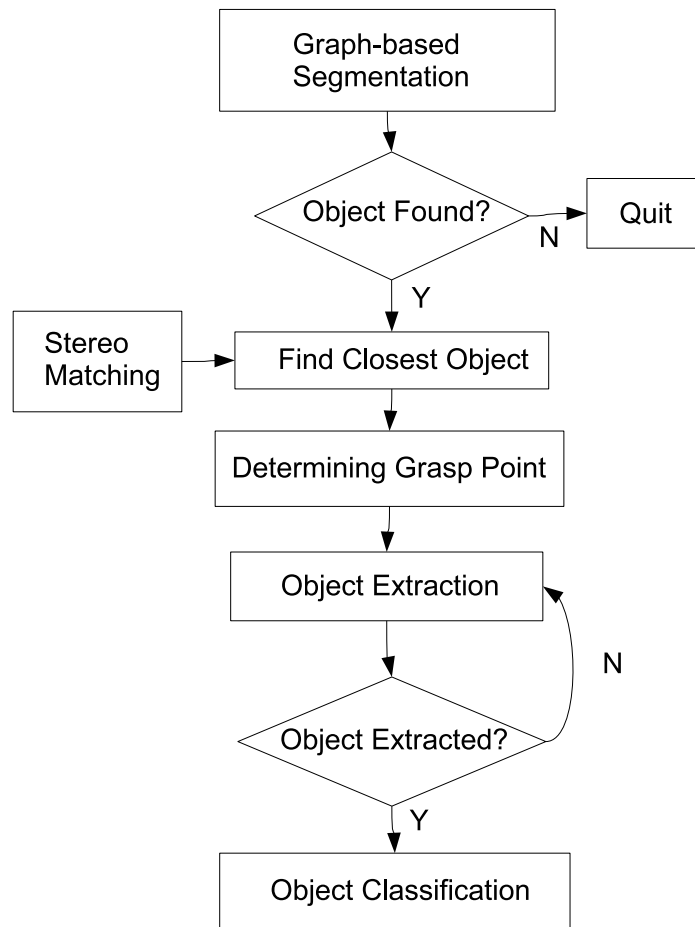 Graph-based
Segmentation
Object Found?
N
Quit
Y
Stereo
Matching
Find Closest Object
Determining Grasp Point
Object Extraction
N
Object Extracted?
Y
Object Classification